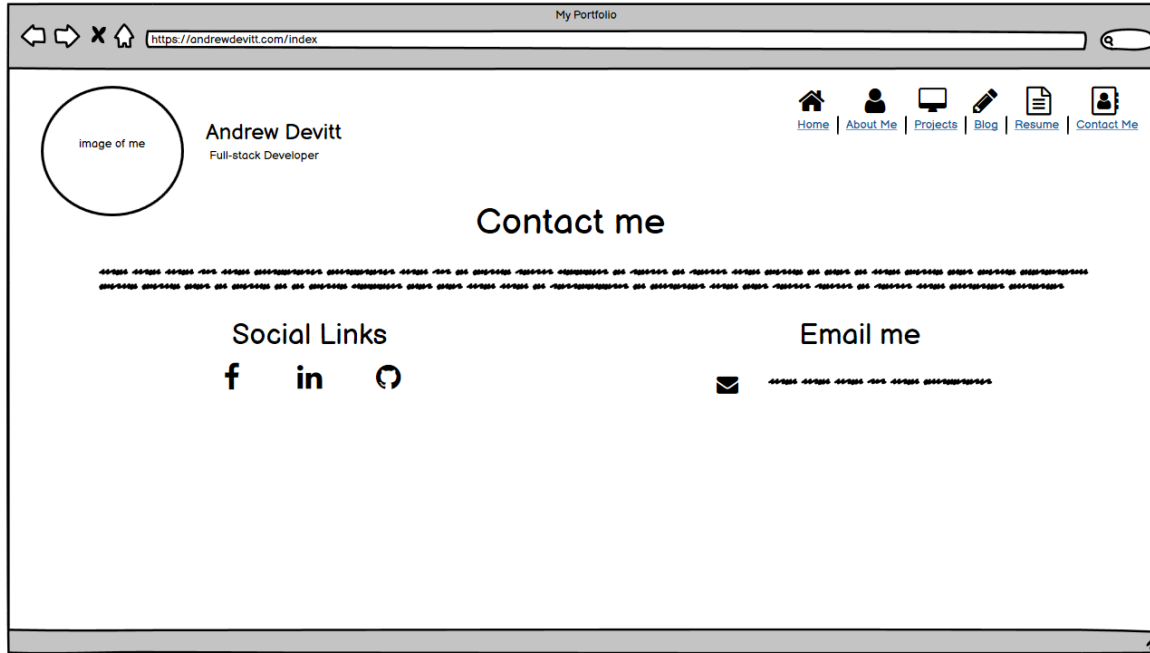 My Portfolio
https://andrewdevitt.com/index
image of me
Andrew Devitt
Full-stack Developer
Home | About Me | Projects | Blog | Resume | Contact Me
Contact me
Social Links
Email me